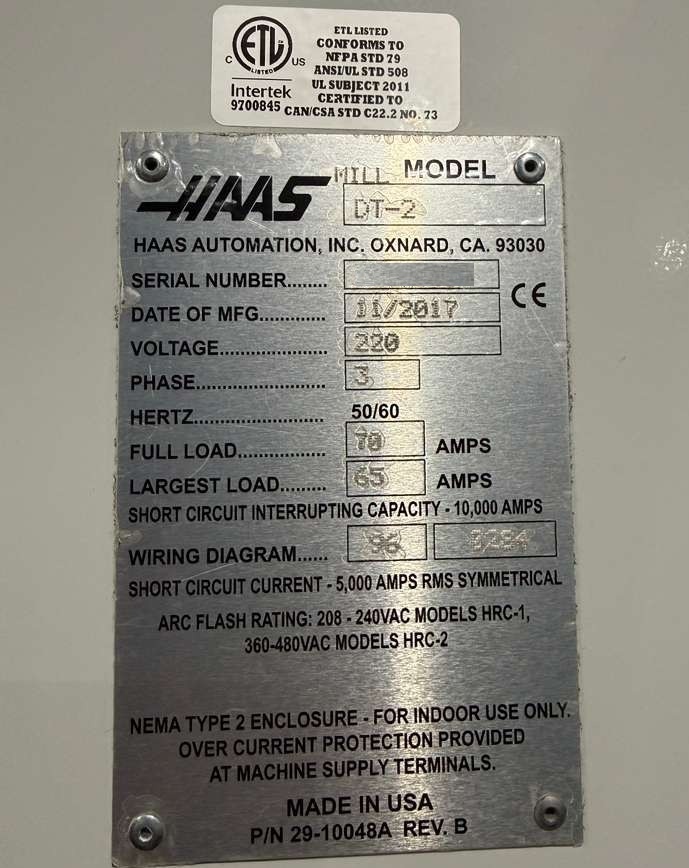 ETL LISTED
CONFORMS TO
NFPA STD 79
ANSI/UL STD 508
UL SUBJECT 2011
CERTIFIED TO
CAN/CSA STD C22.2 NO. 73
ETL
LISTED
C US
Intertek
9700845
HAAS MILL MODEL
DT-2
HAAS AUTOMATION, INC. OXNARD, CA. 93030
SERIAL NUMBER........
DATE OF MFG............. 11/2017 CE
VOLTAGE..................... 220
PHASE......................... 3
HERTZ......................... 50/60
FULL LOAD................. 70 AMPS
LARGEST LOAD......... 65 AMPS
SHORT CIRCUIT INTERRUPTING CAPACITY - 10,000 AMPS
WIRING DIAGRAM...... 96
SHORT CIRCUIT CURRENT - 5,000 AMPS RMS SYMMETRICAL
ARC FLASH RATING: 208 - 240VAC MODELS HRC-1,
360-480VAC MODELS HRC-2
NEMA TYPE 2 ENCLOSURE - FOR INDOOR USE ONLY.
OVER CURRENT PROTECTION PROVIDED
AT MACHINE SUPPLY TERMINALS.
MADE IN USA
P/N 29-10048A REV. B